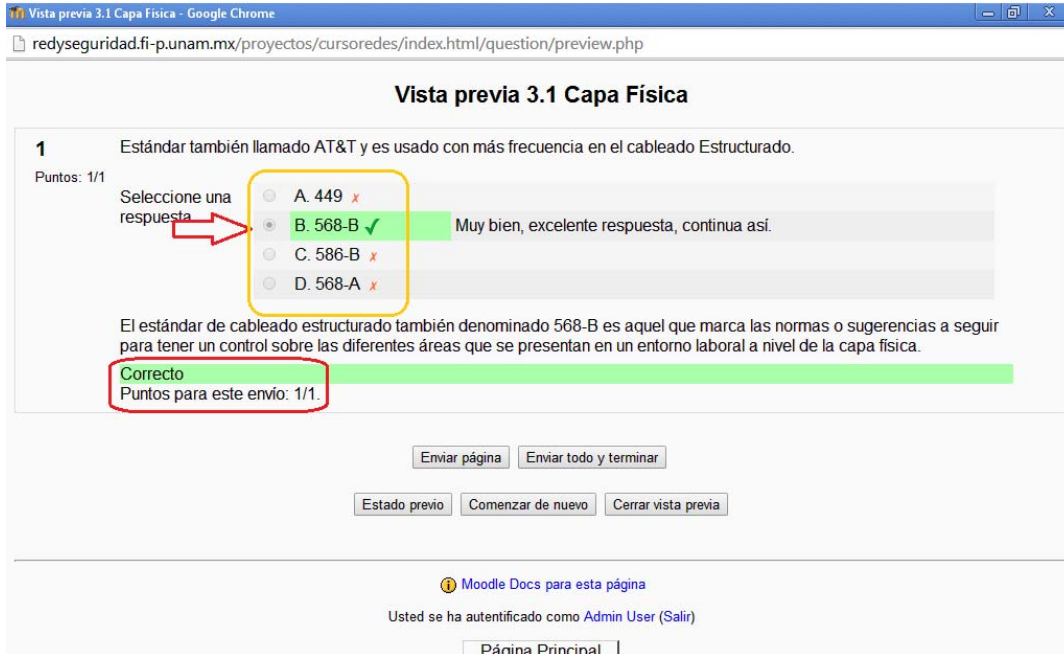 Vista previa 3.1 Capa Física - Google Chrome
redyseguridad.fi-p.unam.mx/proyectos/cursoredes/index.html/question/preview.php
Vista previa 3.1 Capa Física
1
Estándar también llamado AT&T y es usado con más frecuencia en el cableado Estructurado.
Puntos: 1/1
Seleccione una
respuesta
A. 449 x
B. 568-B ✓ Muy bien, excelente respuesta, continua así.
C. 586-B x
D. 568-A x
El estándar de cableado estructurado también denominado 568-B es aquel que marca las normas o sugerencias a seguir
para tener un control sobre las diferentes áreas que se presentan en un entorno laboral a nivel de la capa física.
Correcto
Puntos para este envío: 1/1.
Enviar página Enviar todo y terminar
Estado previo Comenzar de nuevo Cerrar vista previa
Moodle Docs para esta página
Usted se ha autentificado como Admin User (Salir)
Página Principal